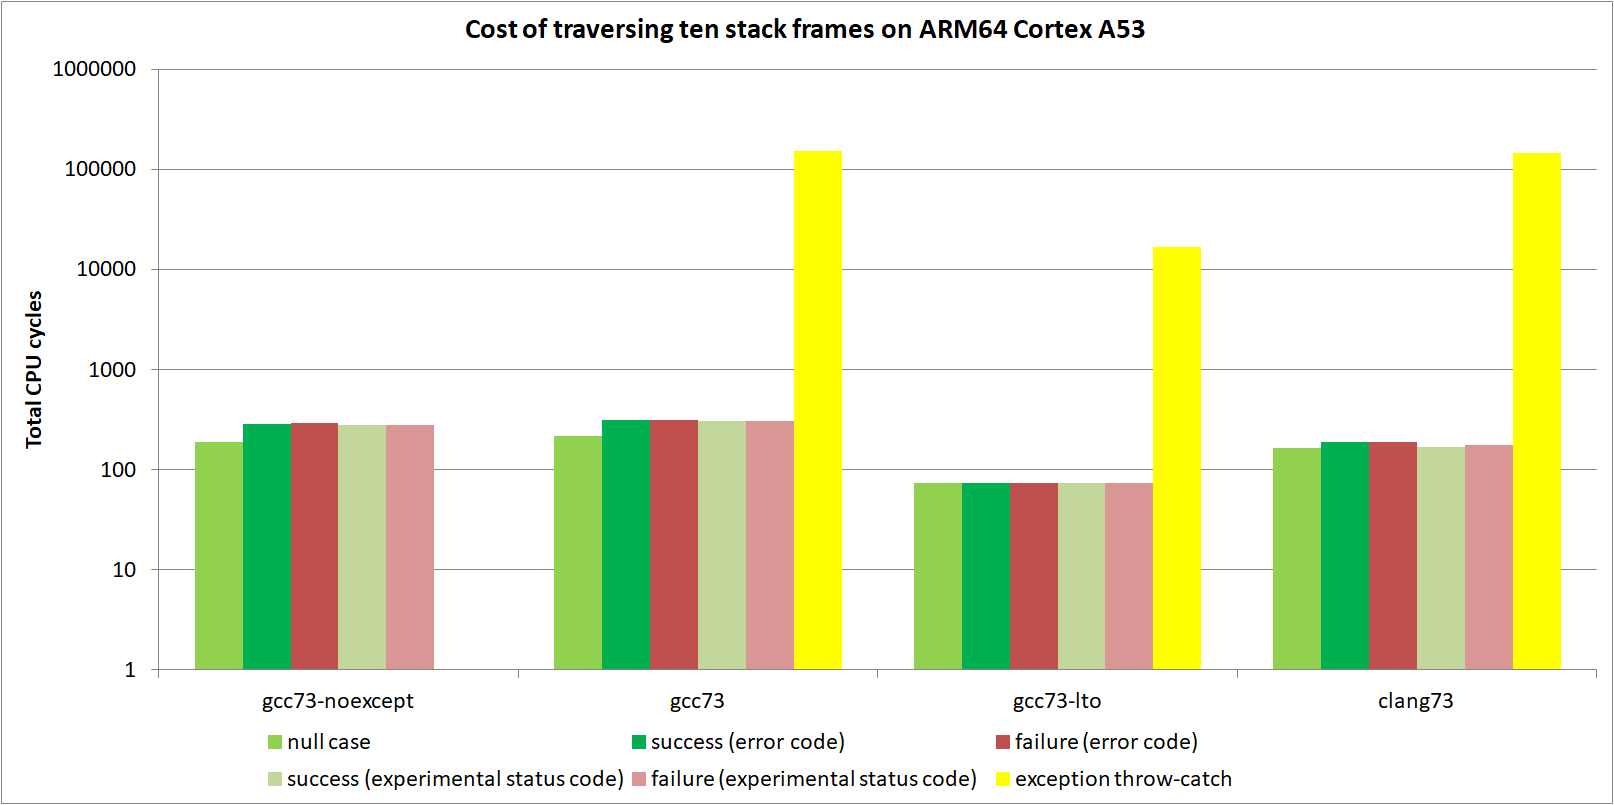 Cost of traversing ten stack frames on ARM64 Cortex A53
1000000
100000
10000
1000
100
10
1
Total CPU cycles
gcc73-noexcept
gcc73
gcc73-lto
clang73
null case
success (error code)
failure (error code)
success (experimental status code)
failure (experimental status code)
exception throw-catch